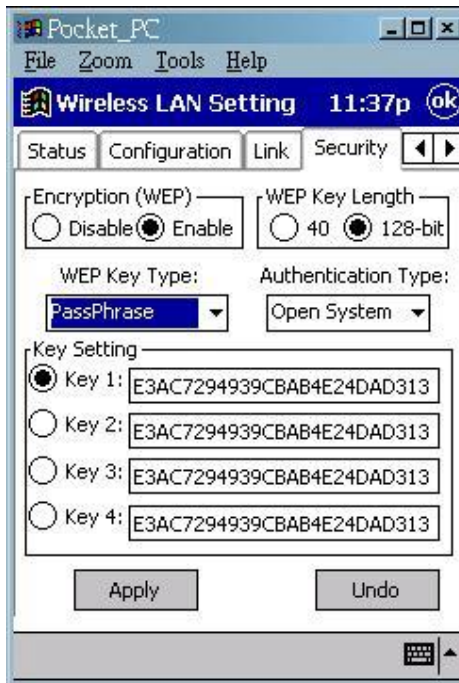 Pocket_PC
File Zoom Tools Help
Wireless LAN Setting 11:37p ok
Status Configuration Link Security
Encryption (WEP) WEP Key Length
Disable Enable 40 128-bit
WEP Key Type: Authentication Type:
PassPhrase Open System
Key Setting
Key 1: E3AC7294939CBAB4E24DAD313
Key 2: E3AC7294939CBAB4E24DAD313
Key 3: E3AC7294939CBAB4E24DAD313
Key 4: E3AC7294939CBAB4E24DAD313
Apply Undo